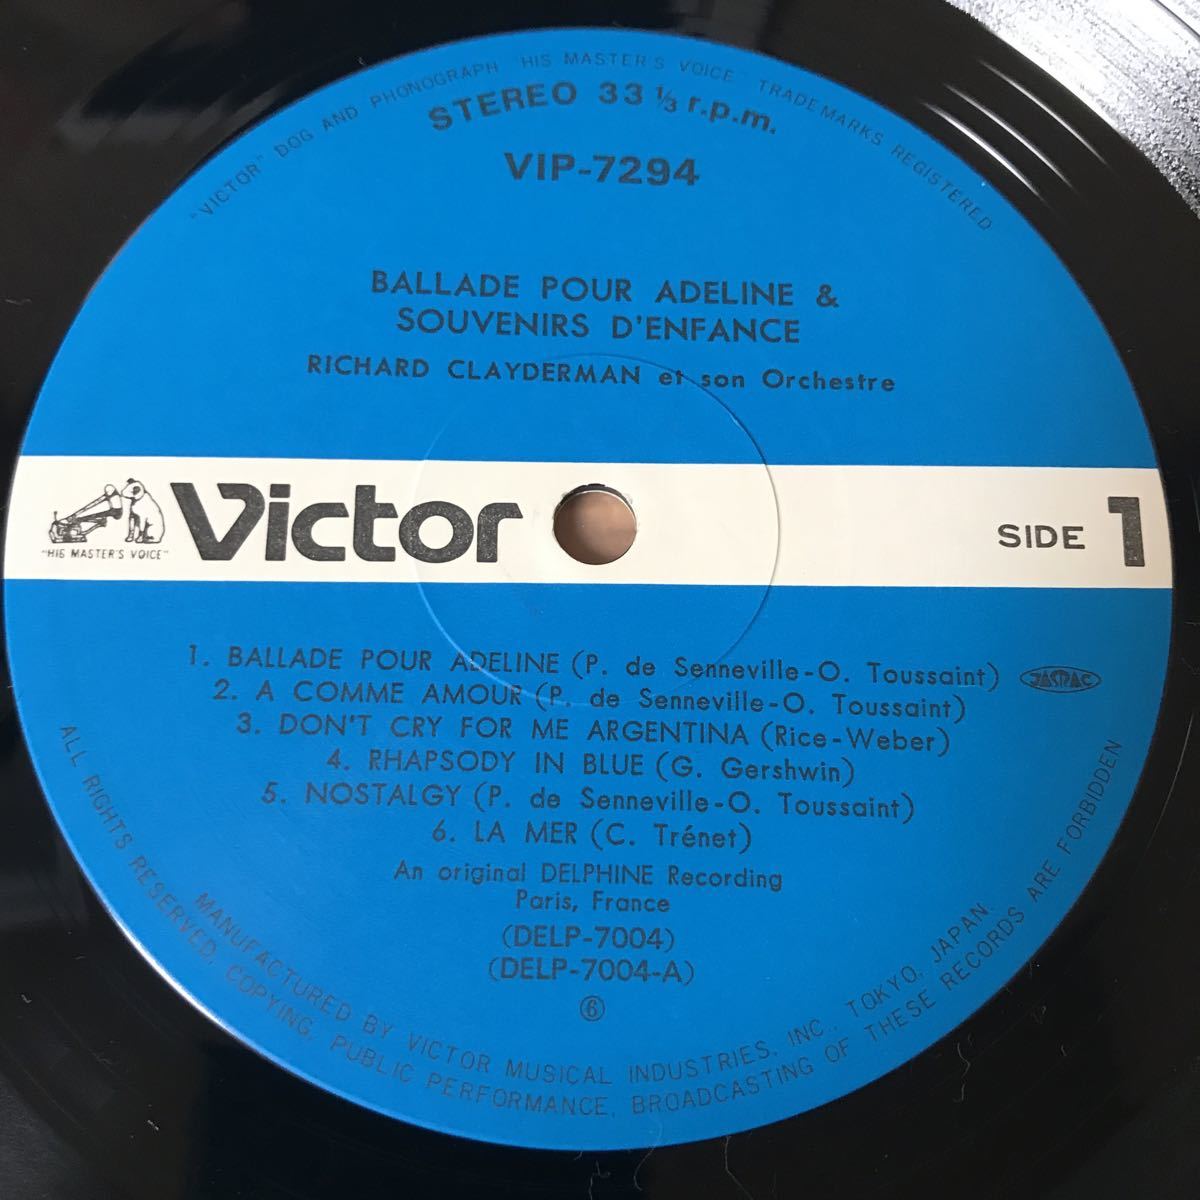 "VICTOR" DOG AND PHONOGRAPH "HIS MASTER'S VOICE" TRADEMARKS REGISTERED
STEREO 33 1/3 r.p.m.
VIP-7294
BALLADE POUR ADELINE &
SOUVENIRS D'ENFANCE
RICHARD CLAYDERMAN et son Orchestre
"HIS MASTER'S VOICE"
Victor
SIDE 1
1. BALLADE POUR ADELINE (P. de Senneville-O. Toussaint)
JASRAC
2. A COMME AMOUR (P. de Senneville-O. Toussaint)
3. DON'T CRY FOR ME ARGENTINA (Rice-Weber)
4. RHAPSODY IN BLUE (G. Gershwin)
5. NOSTALGY (P. de Senneville-O. Toussaint)
6. LA MER (C. Trénet)
An original DELPHINE Recording
Paris, France
(DELP-7004)
(DELP-7004-A)
⑥
MANUFACTURED BY VICTOR MUSICAL INDUSTRIES, INC., TOKYO, JAPAN.
ALL RIGHTS RESERVED, COPYING, PUBLIC PERFORMANCE, BROADCASTING OF THESE RECORDS ARE FORBIDDEN